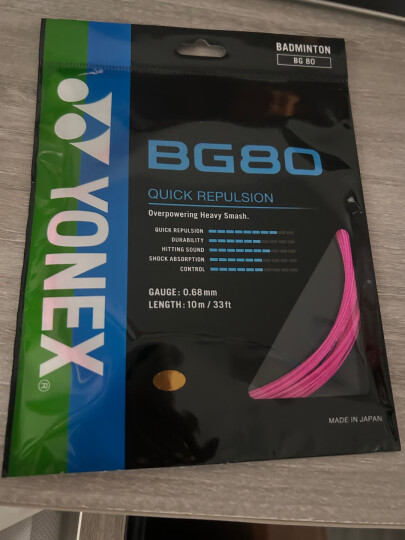 BADMINTON
BG 80
YONEX®
BG80
QUICK REPULSION
Overpowering Heavy Smash.
QUICK REPULSION
DURABILITY
HITTING SOUND
SHOCK ABSORPTION
CONTROL
GAUGE: 0.68mm
LENGTH: 10m/33ft
MADE IN JAPAN